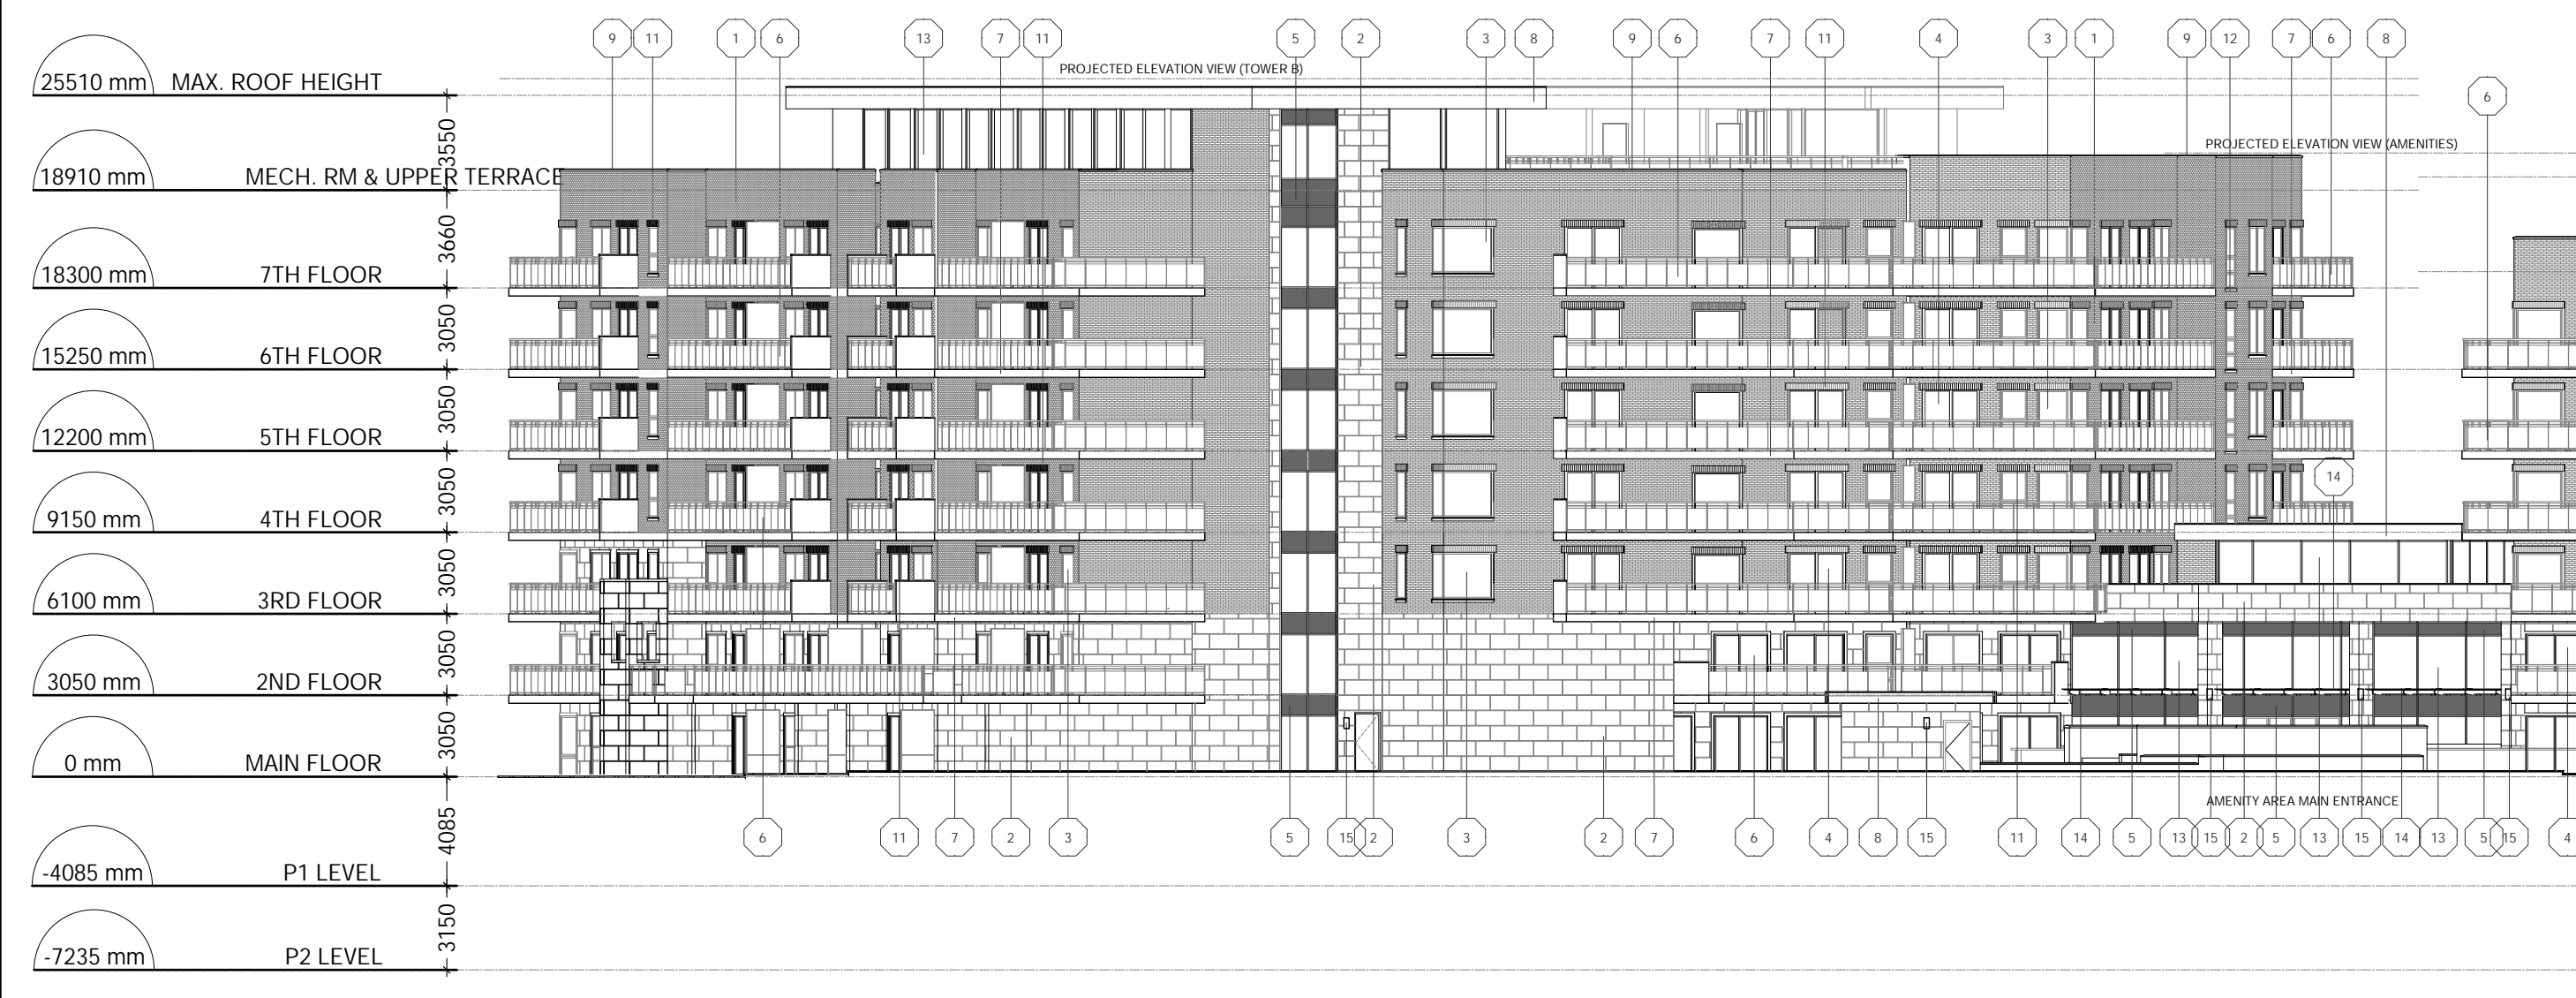 9 11 1 6 13 7 11 5 2 3 8 9 6 7 11 4 3 1 9 12 7 6 8
25510 mm MAX. ROOF HEIGHT
PROJECTED ELEVATION VIEW (TOWER B)
6
3550
PROJECTED ELEVATION VIEW (AMENITIES)
18910 mm MECH. RM & UPPER TERRACE
3660
18300 mm 7TH FLOOR
3050
15250 mm 6TH FLOOR
3050
12200 mm 5TH FLOOR
3050
14
9150 mm 4TH FLOOR
3050
6100 mm 3RD FLOOR
3050
3050 mm 2ND FLOOR
3050
0 mm MAIN FLOOR
AMENITY AREA MAIN ENTRANCE
4085
6 11 7 2 3 5 15 2 3 2 7 6 4 8 15 11 14 5 13 15 2 5 13 15 14 13 5 15 4
-4085 mm P1 LEVEL
3150
-7235 mm P2 LEVEL